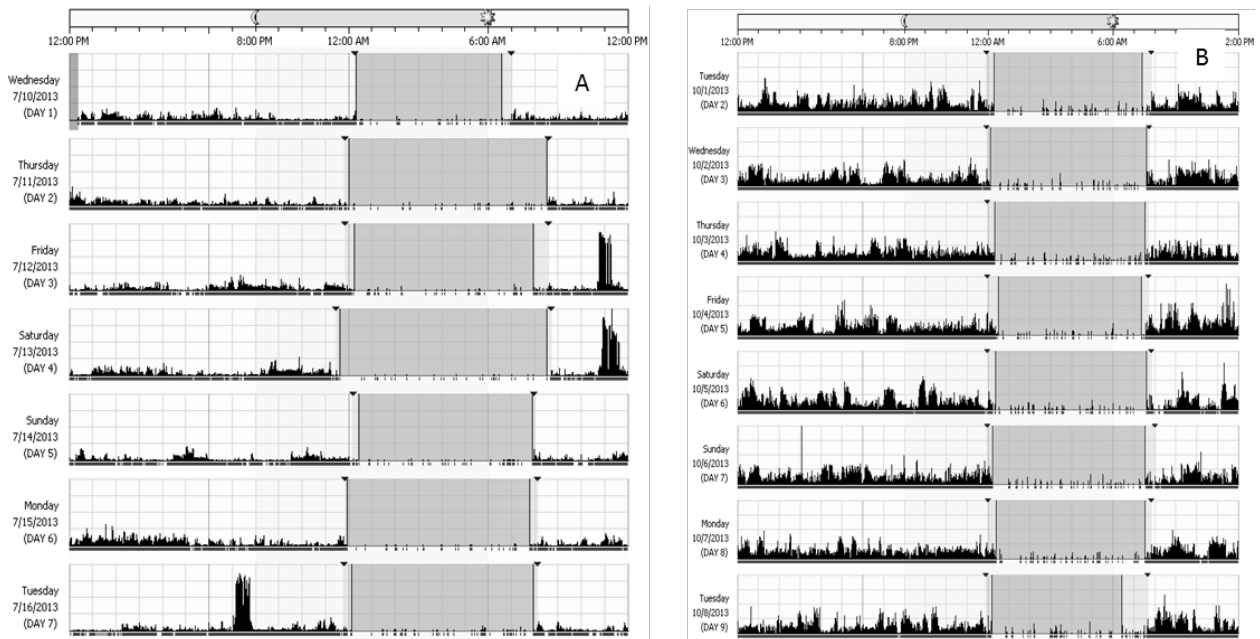 12:00 PM 8:00 PM 12:00 AM 6:00 AM 12:00 PM
A
Wednesday
7/10/2013
(DAY 1)
Thursday
7/11/2013
(DAY 2)
Friday
7/12/2013
(DAY 3)
Saturday
7/13/2013
(DAY 4)
Sunday
7/14/2013
(DAY 5)
Monday
7/15/2013
(DAY 6)
Tuesday
7/16/2013
(DAY 7)
12:00 PM 8:00 PM 12:00 AM 6:00 AM 2:00 PM
B
Tuesday
10/1/2013
(DAY 2)
Wednesday
10/2/2013
(DAY 3)
Thursday
10/3/2013
(DAY 4)
Friday
10/4/2013
(DAY 5)
Saturday
10/5/2013
(DAY 6)
Sunday
10/6/2013
(DAY 7)
Monday
10/7/2013
(DAY 8)
Tuesday
10/8/2013
(DAY 9)